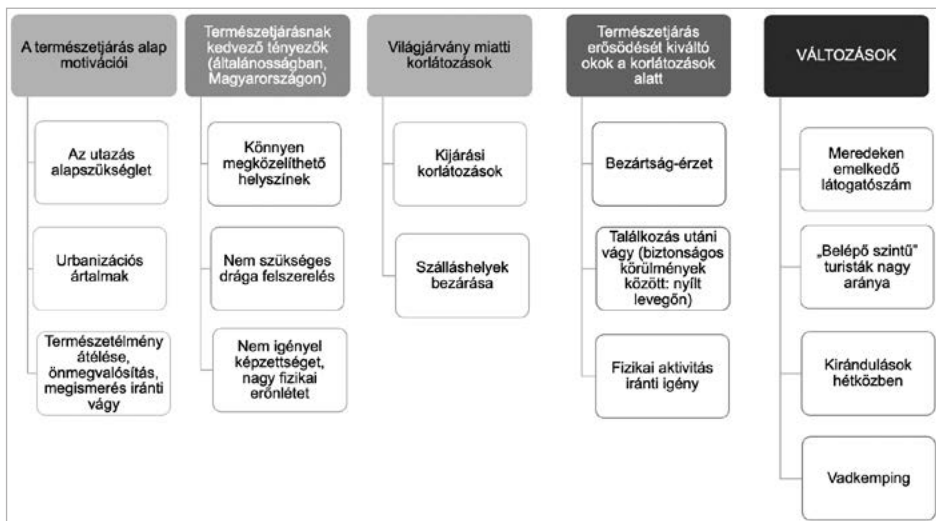 A természetjárás alap
motivációi
Az utazás
alapszükséglet
Urbanizációs
ártalmak
Természetélmény
átélése,
önmegvalósítás,
megismerés iránti
vágy
Természetjárásnak
kedvező tényezők
(általánosságban,
Magyarországon)
Könnyen
megközelíthető
helyszínek
Nem szükséges
drága felszerelés
Nem igényel
képzettséget,
nagy fizikai
erőnlétet
Világjárvány miatti
korlátozások
Kijárási
korlátozások
Szálláshelyek
bezárása
Természetjárás
erősödését kiváltó
okok a korlátozások
alatt
Bezártság-érzet
Találkozás utáni
vágy (biztonságos
körülmények
között: nyílt
levegőn)
Fizikai aktivitás
iránti igény
VÁLTOZÁSOK
Meredeken
emelkedő
látogatószám
„Belépő szintű”
turisták nagy
aránya
Kirándulások
hétközben
Vadkemping